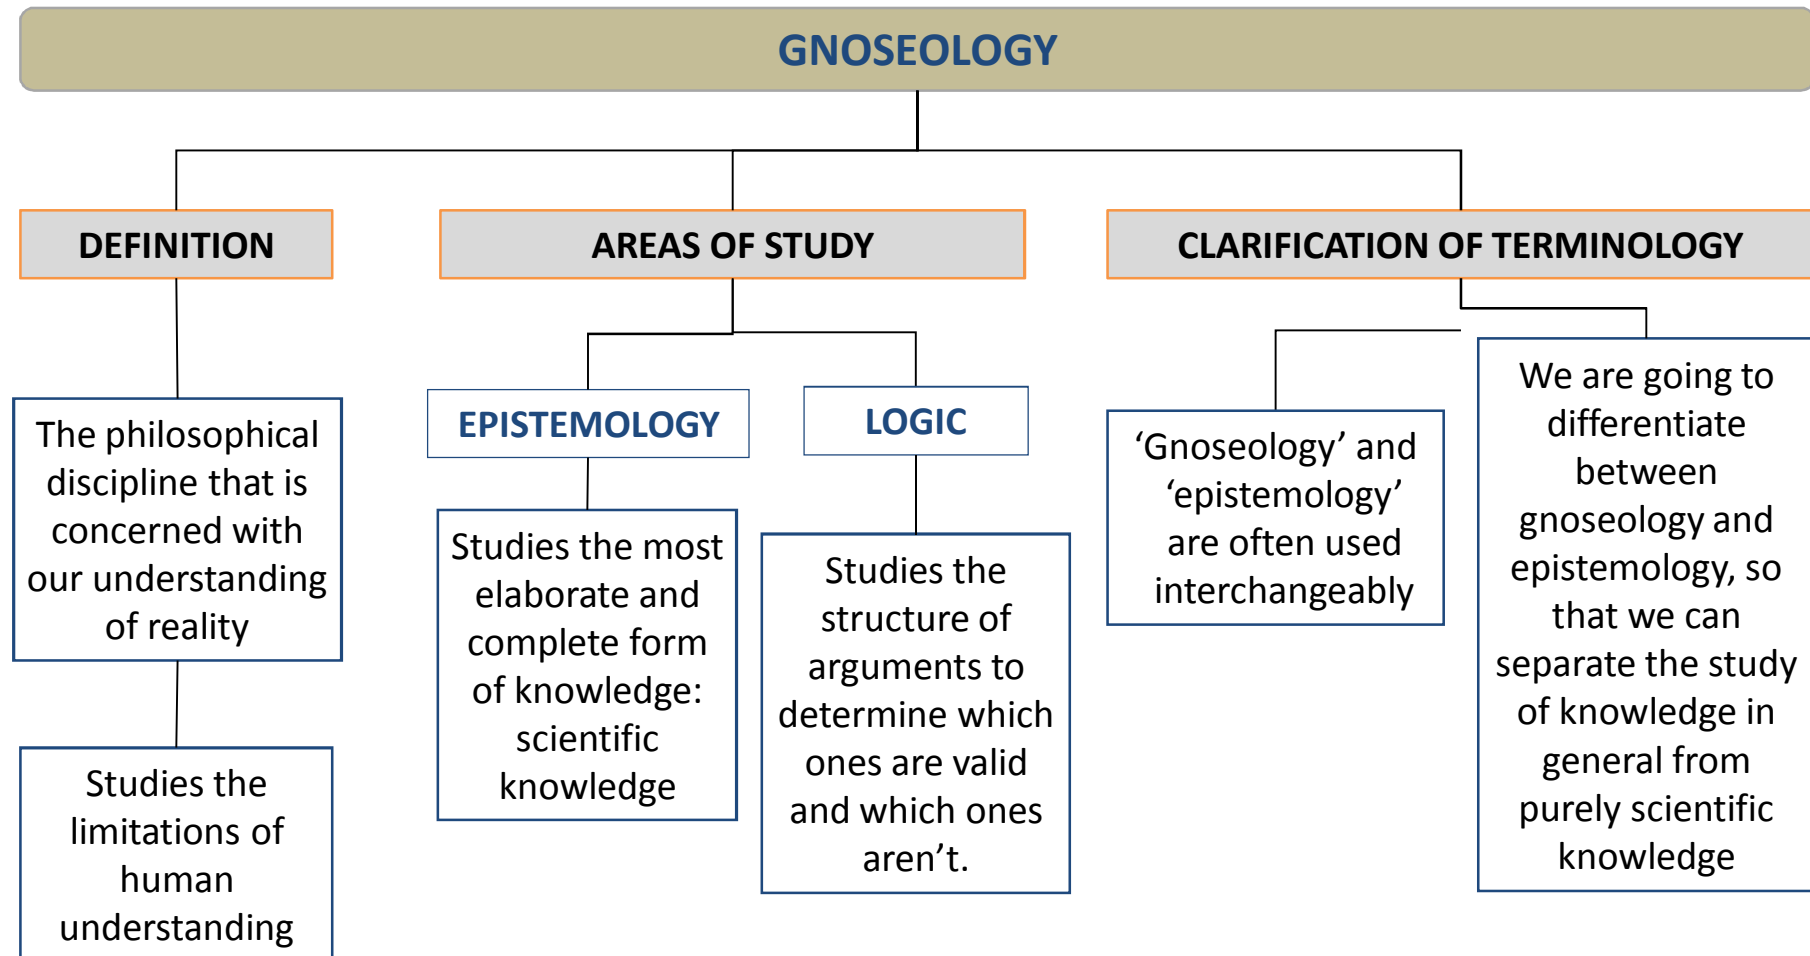 GNOSEOLOGY
DEFINITION
The philosophical
discipline that is
concerned with
our understanding
of reality
Studies the
limitations of
human
understanding
AREAS OF STUDY
EPISTEMOLOGY
Studies the most
elaborate and
complete form
of knowledge:
scientific
knowledge
LOGIC
Studies the
structure of
arguments to
determine which
ones are valid
and which ones
aren’t.
CLARIFICATION OF TERMINOLOGY
‘Gnoseology’ and
‘epistemology’
are often used
interchangeably
We are going to
differentiate
between
gnoseology and
epistemology, so
that we can
separate the study
of knowledge in
general from
purely scientific
knowledge